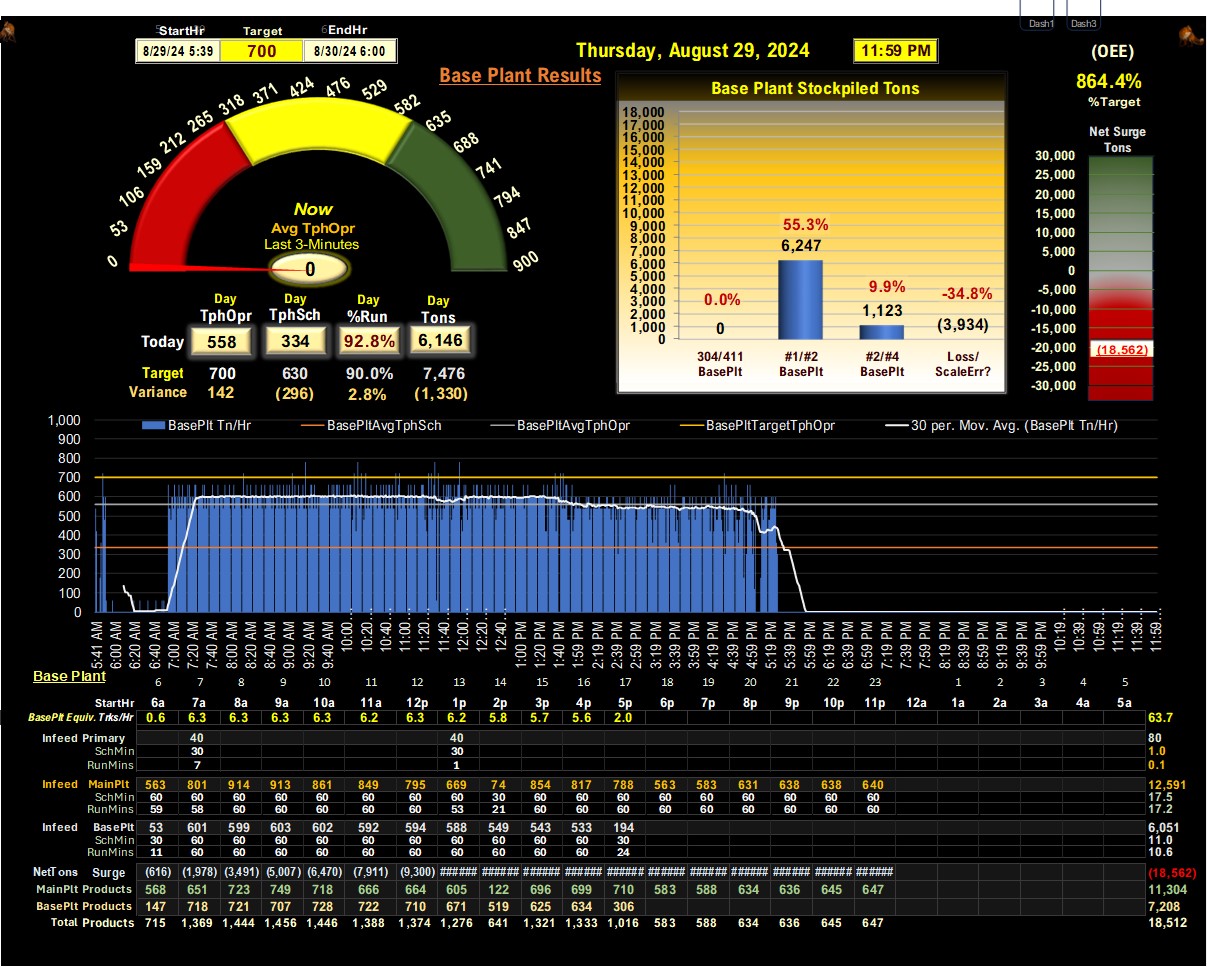 Dash1 Dash3
StartHr Target EndHr
8/29/24 5:39 700 8/30/24 6:00
Thursday, August 29, 2024 11:59 PM
(OEE)
864.4%
%Target
Base Plant Results
Base Plant Stockpiled Tons
0 53 106 159 212 265 318 371 424 476 529 582 635 688 741 794 847 900
Now
Avg TphOpr
Last 3-Minutes
0
18,000
17,000
16,000
15,000
14,000
13,000
12,000
11,000
10,000
9,000
8,000
7,000
6,000
5,000
4,000
3,000
2,000
1,000
0
0.0% 55.3% 9.9% -34.8%
0 6,247 1,123 (3,934)
304/411 #1/#2 #2/#4 Loss/
BasePlt BasePlt BasePlt ScaleErr?
Net Surge
Tons
30,000
25,000
20,000
15,000
10,000
5,000
0
-5,000
-10,000
-15,000
-20,000
-25,000
-30,000
(18,562)
Day Day Day Day
TphOpr TphSch %Run Tons
Today 558 334 92.8% 6,146
Target 700 630 90.0% 7,476
Variance 142 (296) 2.8% (1,330)
BasePlt Tn/Hr BasePltAvgTphSch BasePltAvgTphOpr BasePltTargetTphOpr 30 per. Mov. Avg. (BasePlt Tn/Hr)
1,000
900
800
700
600
500
400
300
200
100
0
5:41 AM 6:00 AM 6:20 AM 6:40 AM 7:00 AM 7:20 AM 7:40 AM 8:00 AM 8:20 AM 8:40 AM 9:00 AM 9:20 AM 9:40 AM 10:00... 10:20... 10:40... 11:00... 11:20... 11:40... 12:00... 12:20... 12:40... 1:00 PM 1:20 PM 1:40 PM 2:19 PM 2:39 PM 2:59 PM 3:19 PM 3:39 PM 3:59 PM 4:19 PM 4:39 PM 4:59 PM 5:19 PM 5:39 PM 5:59 PM 6:19 PM 6:39 PM 6:59 PM 7:19 PM 7:39 PM 7:59 PM 8:19 PM 8:39 PM 8:59 PM 9:19 PM 9:39 PM 9:59 PM 10:19... 10:39... 10:59... 11:19... 11:39... 11:59...
Base Plant
6 7 8 9 10 11 12 13 14 15 16 17 18 19 20 21 22 23 1 2 3 4 5
StartHr 6a 7a 8a 9a 10a 11a 12p 1p 2p 3p 4p 5p 6p 7p 8p 9p 10p 11p 12a 1a 2a 3a 4a 5a
BasePlt Equiv. Trks/Hr 0.6 6.3 6.3 6.3 6.3 6.2 6.3 6.2 5.8 5.7 5.6 2.0 63.7
Infeed Primary 40 40 80
SchMin 30 30 1.0
RunMins 7 1 0.1
Infeed MainPlt 563 801 914 913 861 849 795 669 74 854 817 788 563 583 631 638 638 640 12,591
SchMin 60 60 60 60 60 60 60 60 30 60 60 60 60 60 60 60 60 60 17.5
RunMins 59 58 60 60 60 60 60 53 21 60 60 60 60 60 60 60 60 60 17.2
Infeed BasePlt 53 601 599 603 602 592 594 588 549 543 533 194 6,051
SchMin 30 60 60 60 60 60 60 60 60 60 60 30 11.0
RunMins 11 60 60 60 60 60 60 60 60 60 60 24 10.6
NetTons Surge (616) (1,978) (3,491) (5,007) (6,470) (7,911) (9,300) ###### ###### ###### ###### ###### ###### ###### ###### ###### ###### ###### (18,562)
MainPlt Products 568 651 723 749 718 666 664 605 122 696 699 710 583 588 634 636 645 647 11,304
BasePlt Products 147 718 721 707 728 722 710 671 519 625 634 306 7,208
Total Products 715 1,369 1,444 1,456 1,446 1,388 1,374 1,276 641 1,321 1,333 1,016 583 588 634 636 645 647 18,512